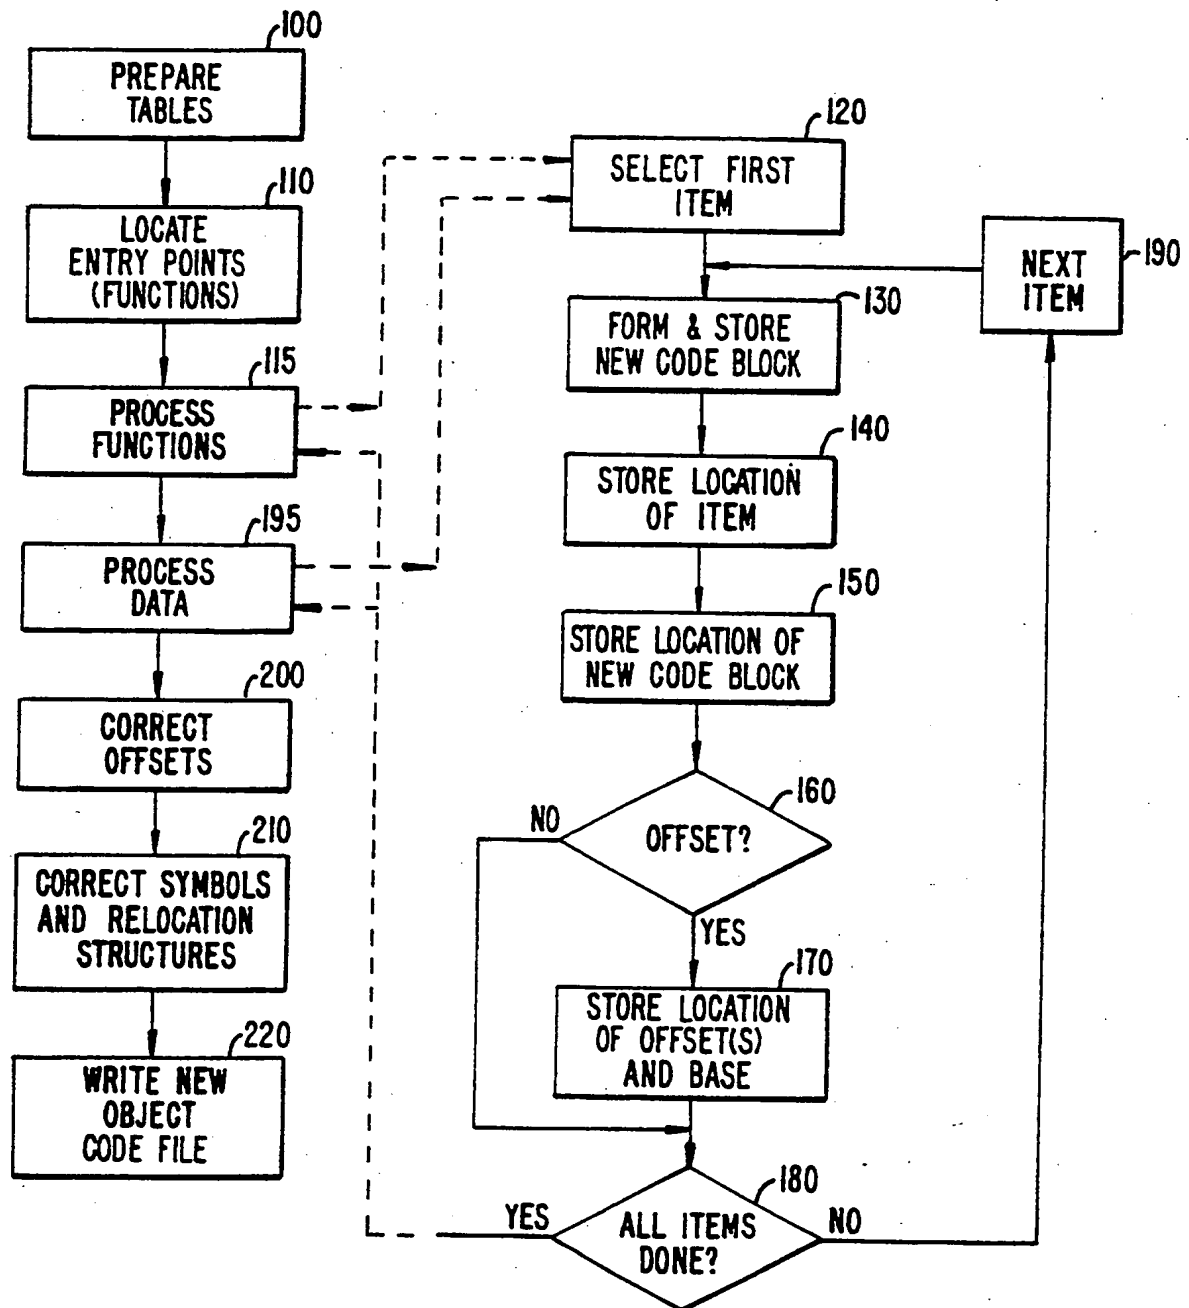 100
PREPARE
TABLES
110
LOCATE
ENTRY POINTS
(FUNCTIONS)
115
PROCESS
FUNCTIONS
195
PROCESS
DATA
200
CORRECT
OFFSETS
210
CORRECT SYMBOLS
AND RELOCATION
STRUCTURES
220
WRITE NEW
OBJECT
CODE FILE
120
SELECT FIRST
ITEM
130
FORM & STORE
NEW CODE BLOCK
140
STORE LOCATION
OF ITEM
150
STORE LOCATION OF
NEW CODE BLOCK
160
OFFSET?
NO
YES
170
STORE LOCATION
OF OFFSET(S)
AND BASE
180
ALL ITEMS
DONE?
YES
NO
190
NEXT
ITEM